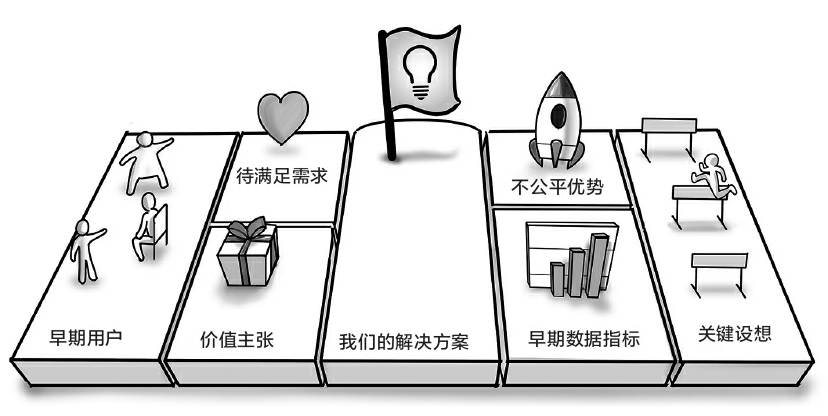 待满足需求
不公平优势
早期用户
价值主张
我们的解决方案
早期数据指标
关键设想